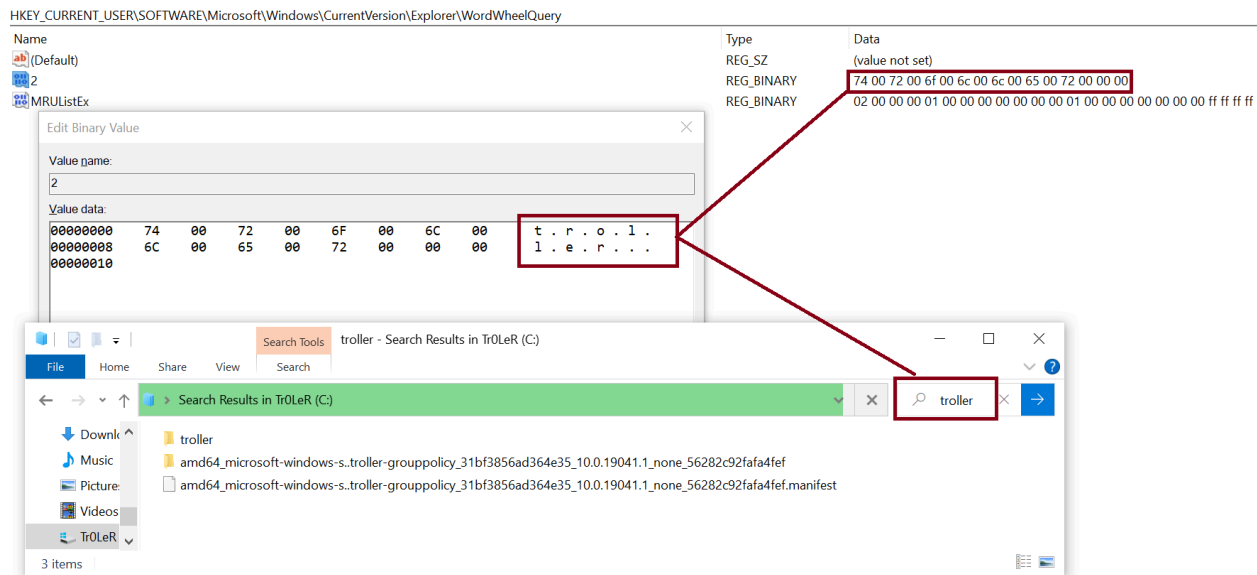 HKEY_CURRENT_USER\SOFTWARE\Microsoft\Windows\CurrentVersion\Explorer\WordWheelQuery
Name Type Data
ab (Default) REG_SZ (value not set)
2 REG_BINARY 74 00 72 00 6f 00 6c 00 6c 00 65 00 72 00 00 00
MRUListEx REG_BINARY 02 00 00 00 01 00 00 00 00 00 00 00 01 00 00 00 00 00 00 00 ff ff ff ff
Edit Binary Value
Value name:
2
Value data:
00000000 74 00 72 00 6F 00 6C 00 t . r . o . l .
00000008 6C 00 65 00 72 00 00 00 l . e . r . . .
00000010
Search Tools troller - Search Results in Tr0LeR (C:)
File Home Share View Search ?
Search Results in Tr0LeR (C:) troller
Downlo
Music
Picture
Videos
Tr0LeR
troller
amd64_microsoft-windows-s..troller-grouppolicy_31bf3856ad364e35_10.0.19041.1_none_56282c92fafa4fef
amd64_microsoft-windows-s..troller-grouppolicy_31bf3856ad364e35_10.0.19041.1_none_56282c92fafa4fef.manifest
3 items